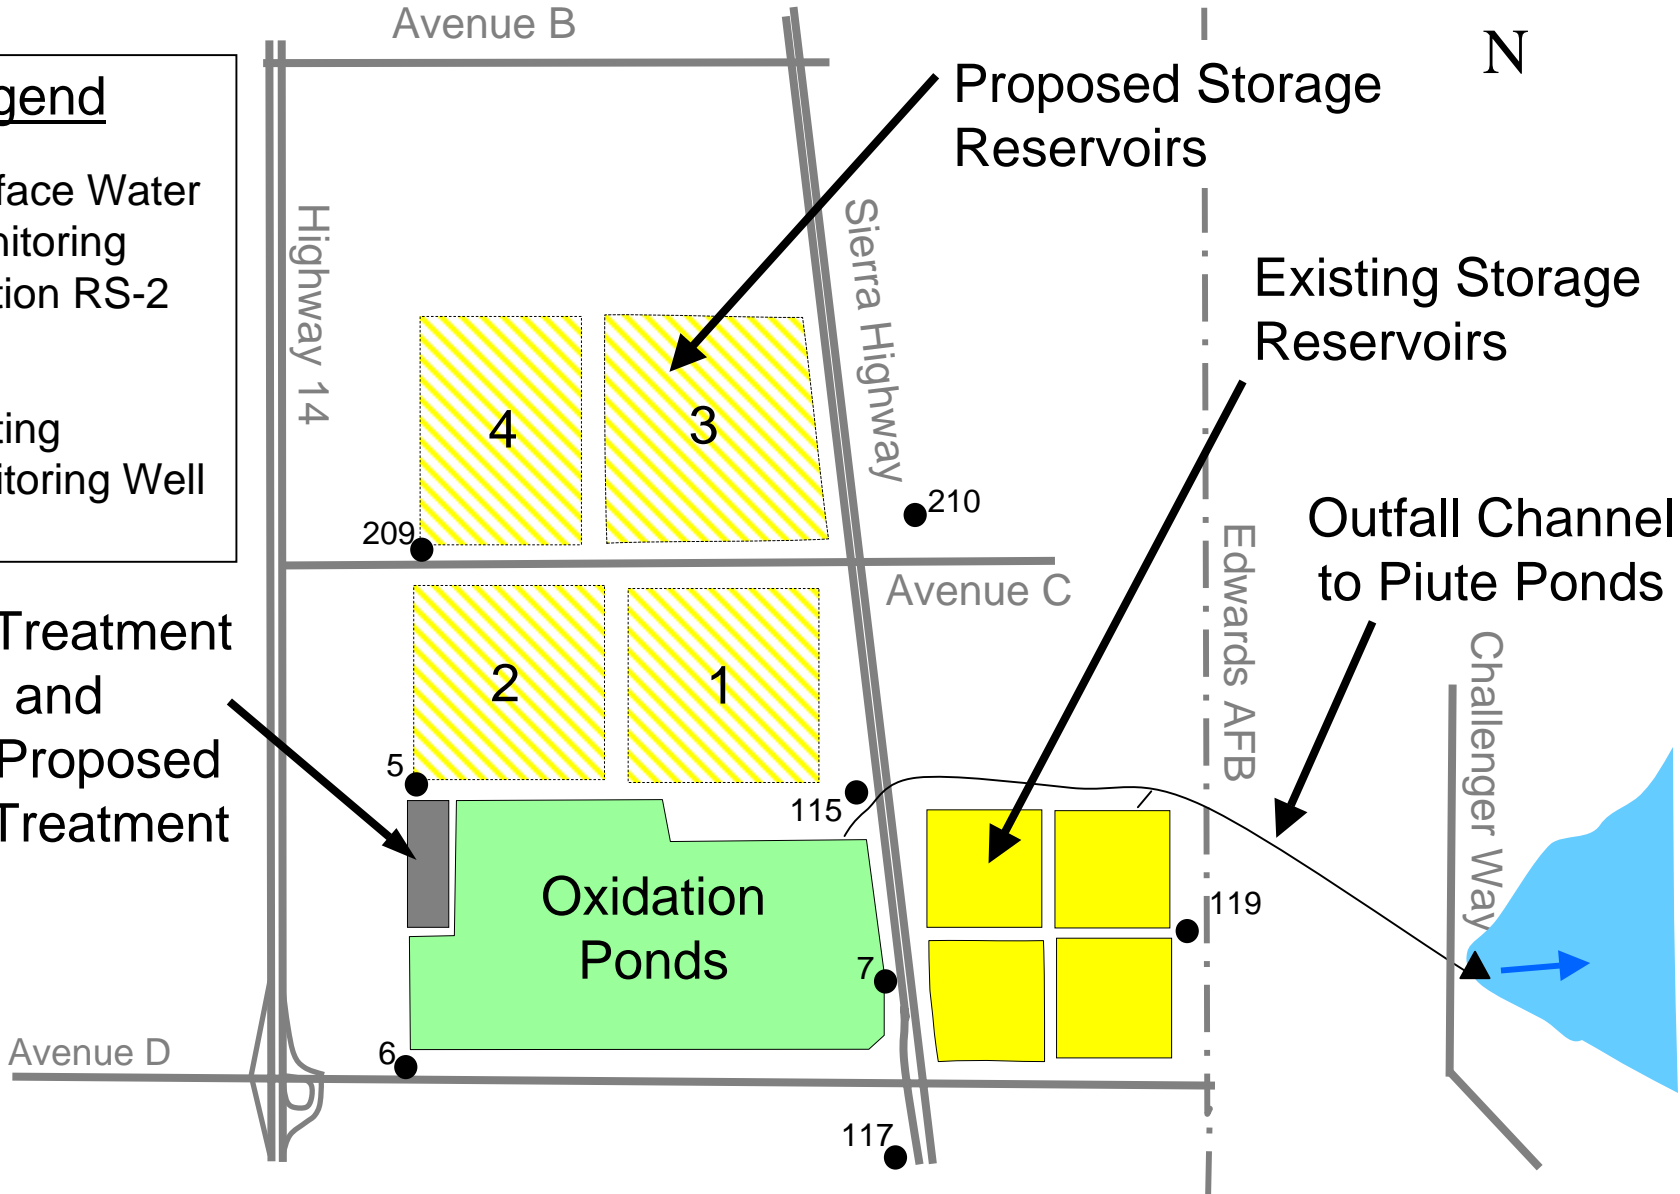 Avenue B
N
gend
face Water
nitoring
tion RS-2
ting
itoring Well
Highway 14
Proposed Storage
Reservoirs
Sierra Highway
Existing Storage
Reservoirs
4
3
209
210
Avenue C
Edwards AFB
Outfall Channel
to Piute Ponds
Challenger Way
Treatment
and
Proposed
Treatment
2
1
5
115
Oxidation
Ponds
7
119
Avenue D
6
117